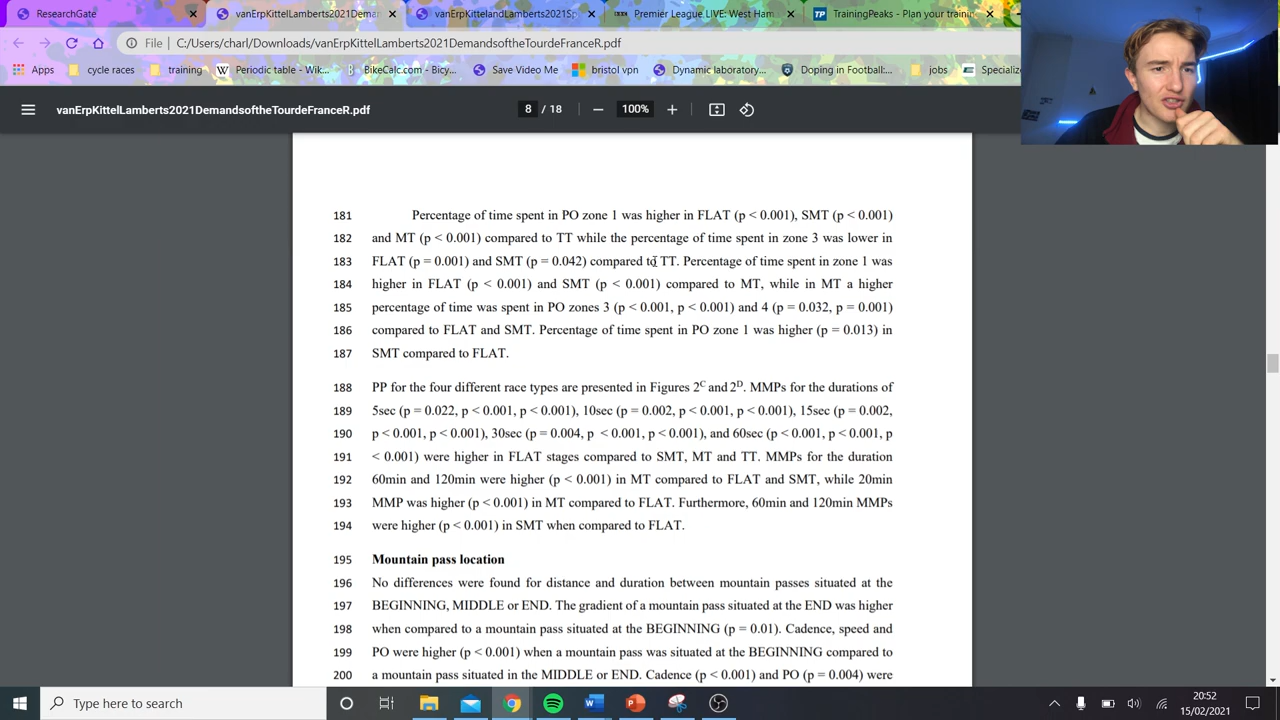 ResearchGate
vanErpKittelLamberts2021Deman
vanErpKittelandLamberts2021Sp
Premier League LIVE: West Ham
TP TrainingPeaks - Plan your trainin
File C:/Users/charl/Downloads/vanErpKittelLamberts2021DemandsoftheTourdeFranceR.pdf
Apps cycle races training W Periodic table - Wik... BikeCalc.com - Bicy... Save Video Me bristol vpn Dynamic laboratory... Doping in Football:... jobs Specializ
vanErpKittelLamberts2021DemandsoftheTourdeFranceR.pdf 8 / 18 — 100% +
181 Percentage of time spent in PO zone 1 was higher in FLAT (p < 0.001), SMT (p < 0.001)
182 and MT (p < 0.001) compared to TT while the percentage of time spent in zone 3 was lower in
183 FLAT (p = 0.001) and SMT (p = 0.042) compared to TT. Percentage of time spent in zone 1 was
184 higher in FLAT (p < 0.001) and SMT (p < 0.001) compared to MT, while in MT a higher
185 percentage of time was spent in PO zones 3 (p < 0.001, p < 0.001) and 4 (p = 0.032, p = 0.001)
186 compared to FLAT and SMT. Percentage of time spent in PO zone 1 was higher (p = 0.013) in
187 SMT compared to FLAT.
188 PP for the four different race types are presented in Figures 2C and 2D. MMPs for the durations of
189 5sec (p = 0.022, p < 0.001, p < 0.001), 10sec (p = 0.002, p < 0.001, p < 0.001), 15sec (p = 0.002,
190 p < 0.001, p < 0.001), 30sec (p = 0.004, p < 0.001, p < 0.001), and 60sec (p < 0.001, p < 0.001, p
191 < 0.001) were higher in FLAT stages compared to SMT, MT and TT. MMPs for the duration
192 60min and 120min were higher (p < 0.001) in MT compared to FLAT and SMT, while 20min
193 MMP was higher (p < 0.001) in MT compared to FLAT. Furthermore, 60min and 120min MMPs
194 were higher (p < 0.001) in SMT when compared to FLAT.
195 Mountain pass location
196 No differences were found for distance and duration between mountain passes situated at the
197 BEGINNING, MIDDLE or END. The gradient of a mountain pass situated at the END was higher
198 when compared to a mountain pass situated at the BEGINNING (p = 0.01). Cadence, speed and
199 PO were higher (p < 0.001) when a mountain pass was situated at the BEGINNING compared to
200 a mountain pass situated in the MIDDLE or END. Cadence (p < 0.001) and PO (p = 0.004) were
Type here to search
20:52
15/02/2021